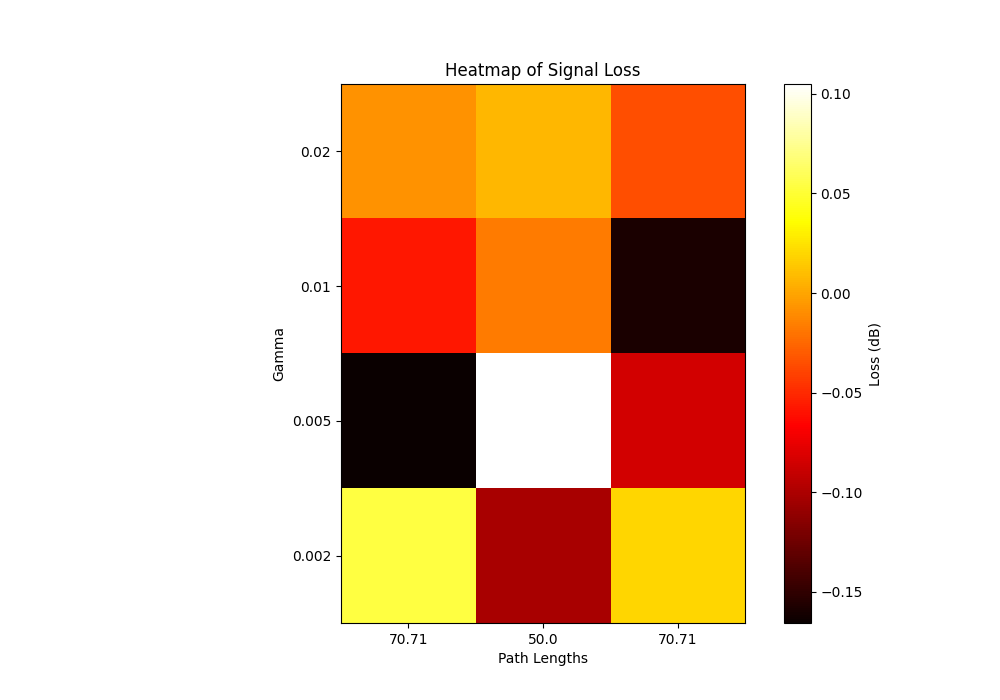 Heatmap of Signal Loss
Gamma
0.02
0.01
0.005
0.002
70.71 50.0 70.71
Path Lengths
0.10
0.05
0.00
−0.05
−0.10
−0.15
Loss (dB)